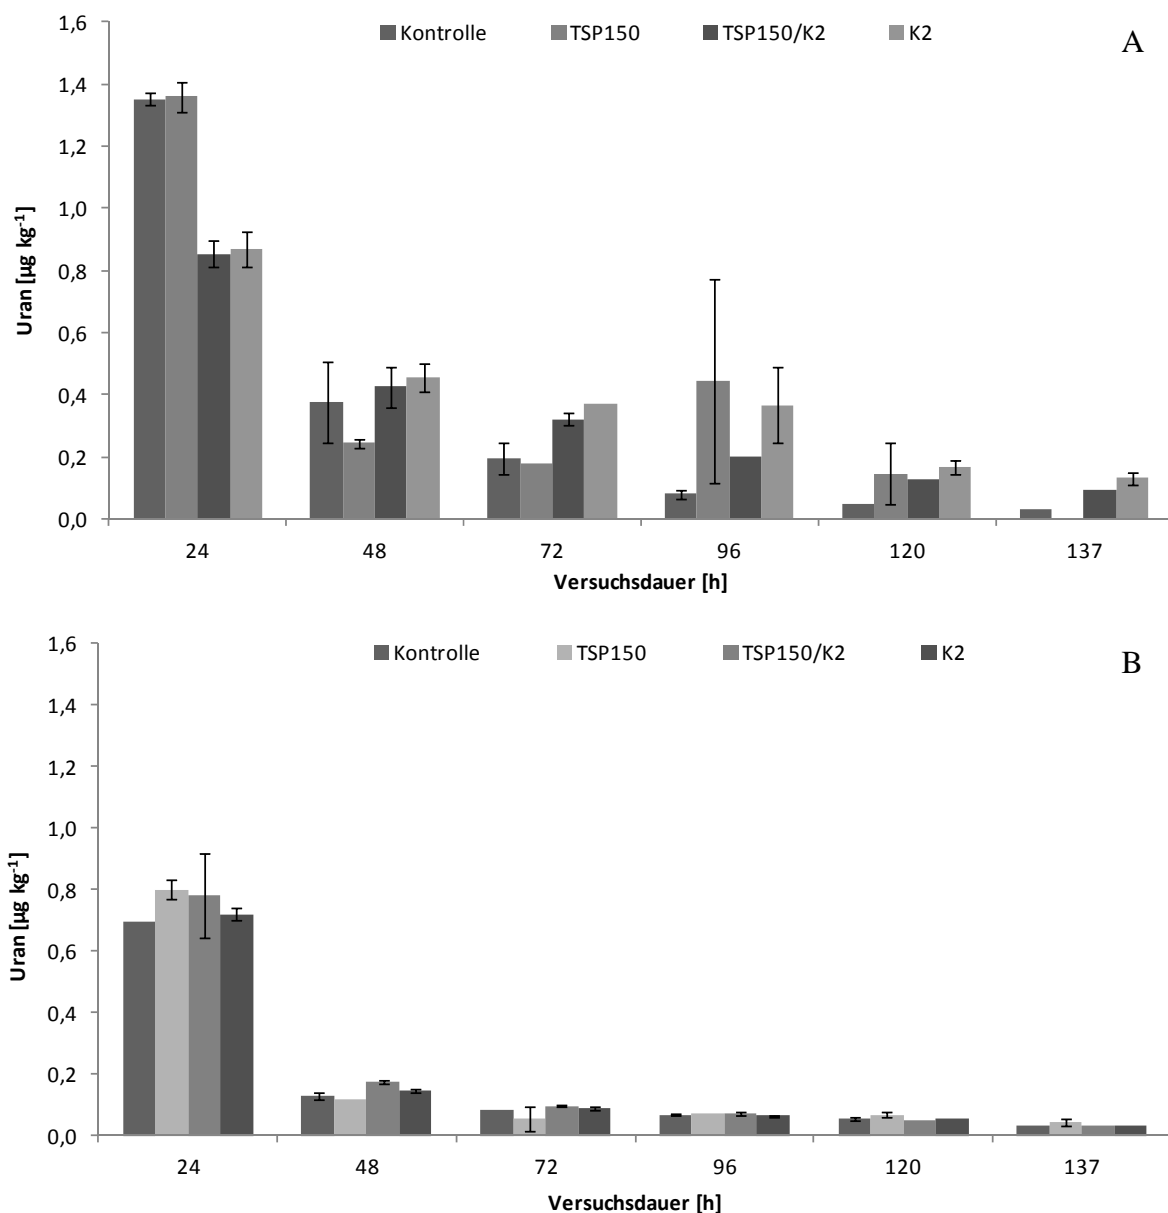 Kontrolle TSP150 TSP150/K2 K2
A
1,6
1,4
1,2
1,0
0,8
0,6
0,4
0,2
0,0
Uran [µg kg⁻¹]
24 48 72 96 120 137
Versuchsdauer [h]
Kontrolle TSP150 TSP150/K2 K2
B
1,6
1,4
1,2
1,0
0,8
0,6
0,4
0,2
0,0
Uran [µg kg⁻¹]
24 48 72 96 120 137
Versuchsdauer [h]